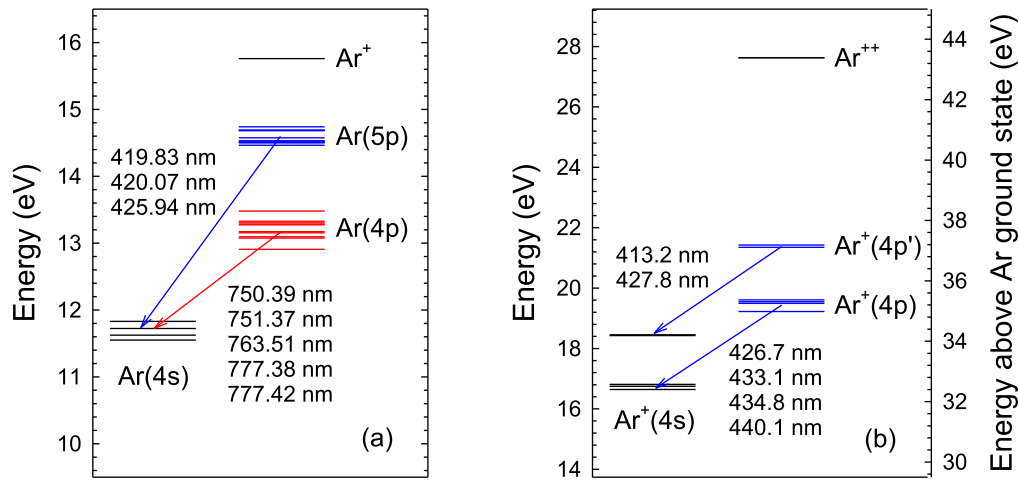 Energy (eV)
16
15
14
13
12
11
10
Ar⁺
Ar(5p)
419.83 nm
420.07 nm
425.94 nm
Ar(4p)
750.39 nm
751.37 nm
763.51 nm
777.38 nm
777.42 nm
Ar(4s)
(a)
Energy (eV)
28
26
24
22
20
18
16
14
Ar⁺⁺
413.2 nm
427.8 nm
Ar⁺(4p')
Ar⁺(4p)
426.7 nm
433.1 nm
434.8 nm
440.1 nm
Ar⁺(4s)
(b)
44
42
40
38
36
34
32
30
Energy above Ar ground state (eV)